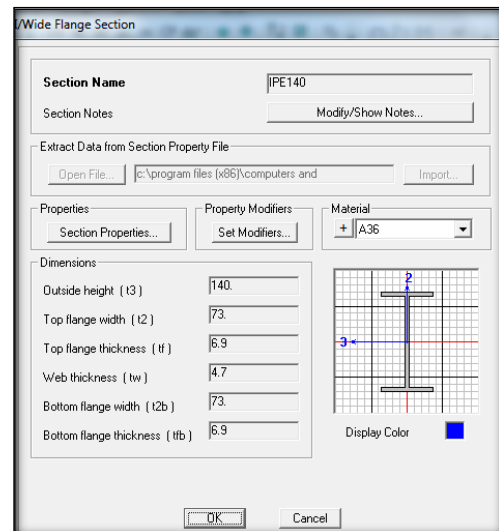 I/Wide Flange Section
Section Name IPE140
Section Notes Modify/Show Notes...
Extract Data from Section Property File
Open File... c:\program files (x86)\computers and Import...
Properties Property Modifiers Material
Section Properties... Set Modifiers... + A36
Dimensions
Outside height ( t3 ) 140.
Top flange width ( t2 ) 73.
Top flange thickness ( tf ) 6.9
Web thickness ( tw ) 4.7
Bottom flange width ( t2b ) 73.
Bottom flange thickness ( tfb ) 6.9
2
3
Display Color
OK Cancel